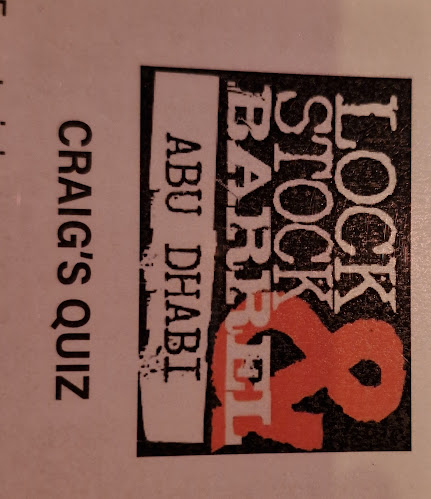 LOCK
STOCK &
BARREL
ABU DHABI
CRAIG'S QUIZ